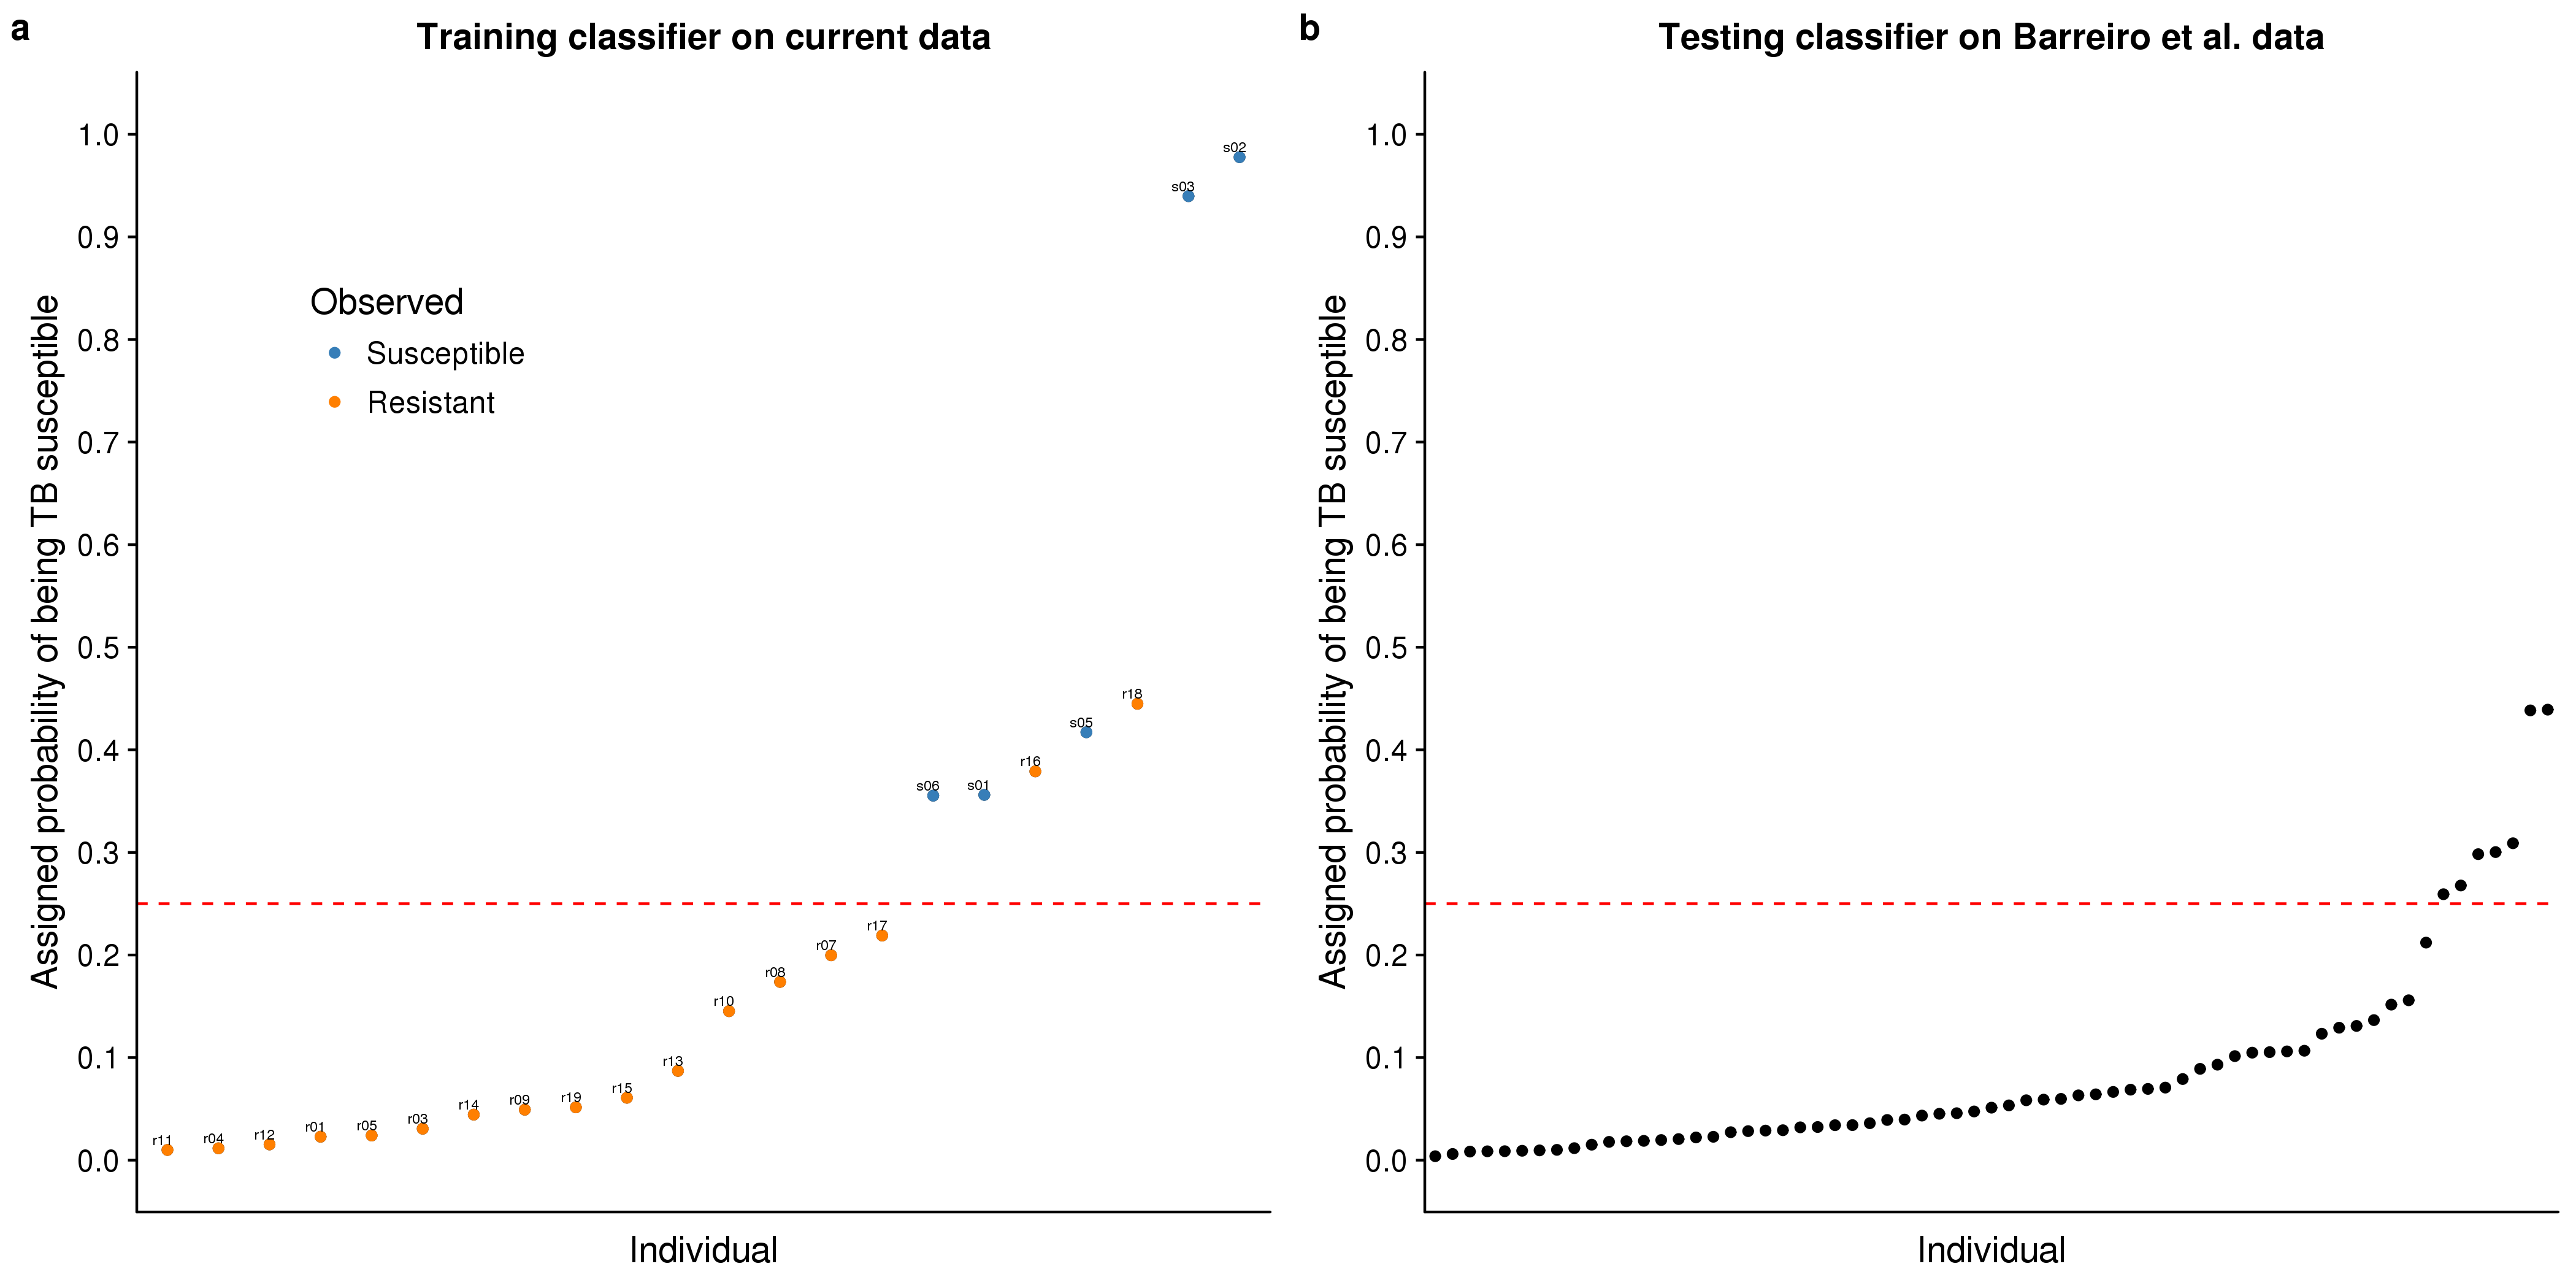 a
Training classifier on current data
Assigned probability of being TB susceptible
1.0
0.9
0.8
0.7
0.6
0.5
0.4
0.3
0.2
0.1
0.0
Observed
Susceptible
Resistant
r11
r04
r12
r01
r05
r03
r14
r09
r19
r15
r13
r10
r08
r07
r17
s06
s01
r16
s05
r18
s03
s02
Individual
b
Testing classifier on Barreiro et al. data
Assigned probability of being TB susceptible
1.0
0.9
0.8
0.7
0.6
0.5
0.4
0.3
0.2
0.1
0.0
Individual